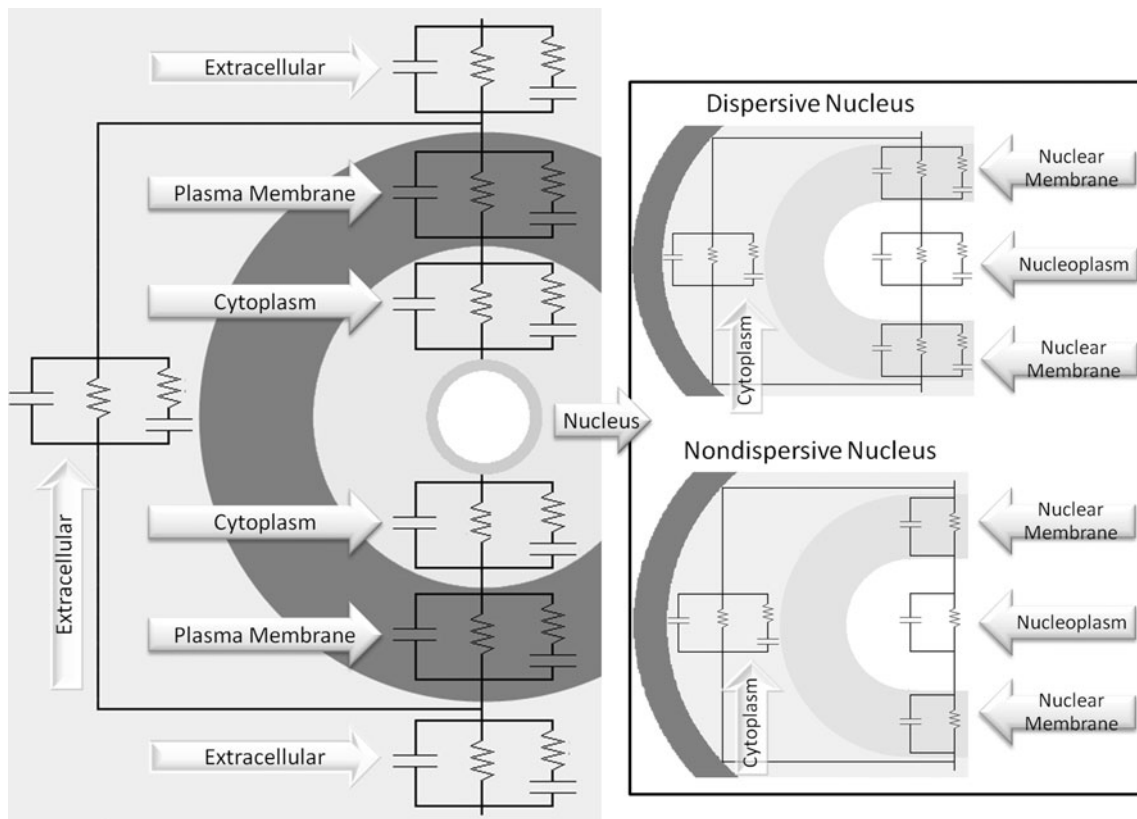 Extracellular
Plasma Membrane
Cytoplasm
Extracellular
Nucleus
Cytoplasm
Plasma Membrane
Extracellular
Dispersive Nucleus
Nuclear
Membrane
Nucleoplasm
Nuclear
Membrane
Cytoplasm
Nondispersive Nucleus
Nuclear
Membrane
Nucleoplasm
Nuclear
Membrane
Cytoplasm